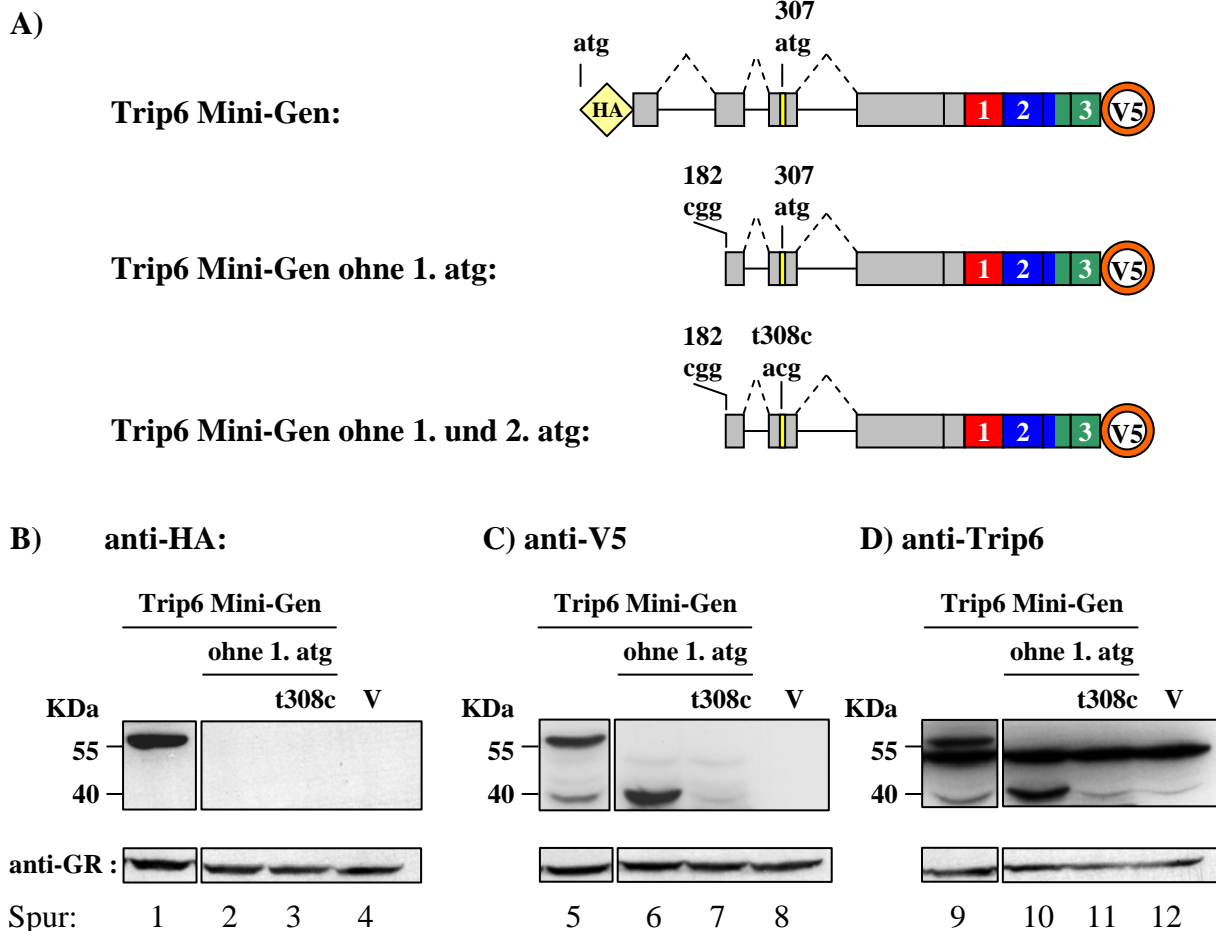 A)
307
atg
atg
Trip6 Mini-Gen:
HA
1 2 3 V5
182 307
cgg atg
Trip6 Mini-Gen ohne 1. atg:
1 2 3 V5
182 t308c
cgg acg
Trip6 Mini-Gen ohne 1. und 2. atg:
1 2 3 V5
B) anti-HA: C) anti-V5 D) anti-Trip6
Trip6 Mini-Gen Trip6 Mini-Gen Trip6 Mini-Gen
ohne 1. atg ohne 1. atg ohne 1. atg
KDa t308c V KDa t308c V KDa t308c V
55 55 55
40 40 40
anti-GR :
Spur: 1 2 3 4 5 6 7 8 9 10 11 12